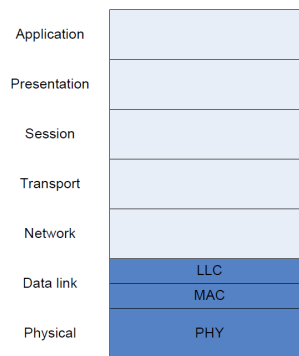 Application
Presentation
Session
Transport
Network
Data link
LLC
MAC
Physical
PHY